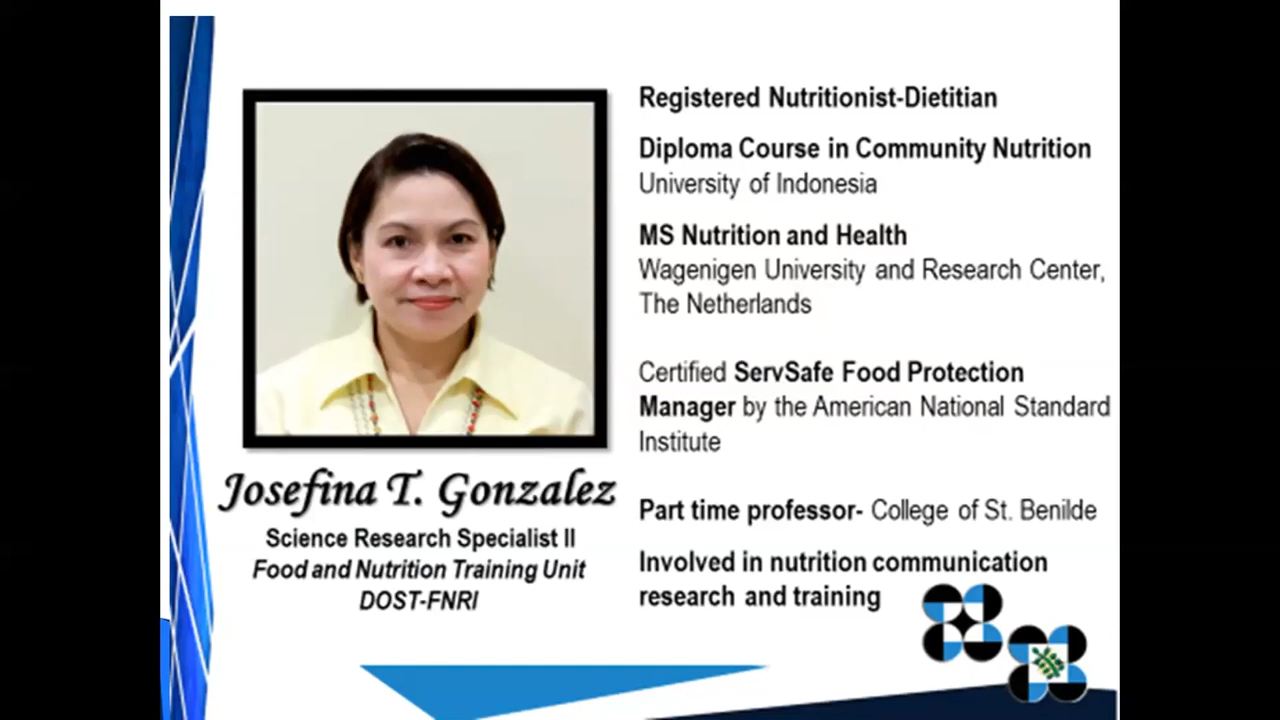 Josefina T. Gonzalez
Science Research Specialist II
Food and Nutrition Training Unit
DOST-FNRI
Registered Nutritionist-Dietitian
Diploma Course in Community Nutrition
University of Indonesia
MS Nutrition and Health
Wagenigen University and Research Center,
The Netherlands
Certified ServSafe Food Protection
Manager by the American National Standard
Institute
Part time professor- College of St. Benilde
Involved in nutrition communication
research and training